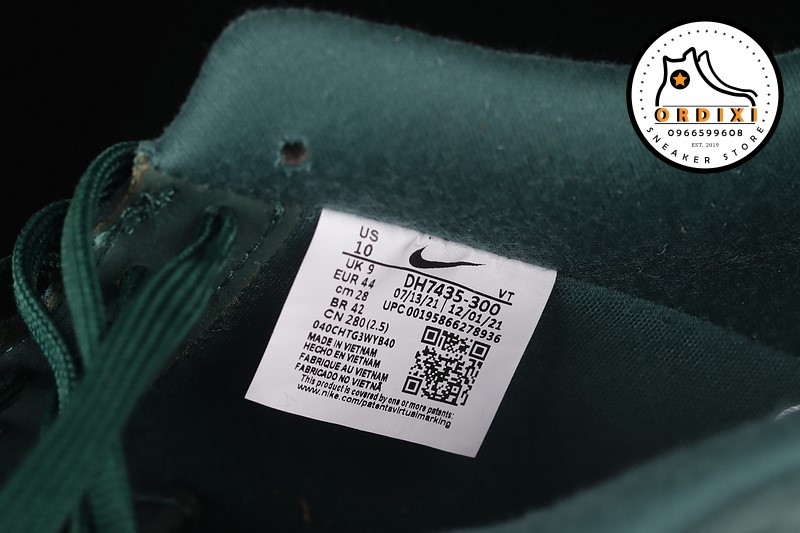 ORDIXI
0966599608
EST. 2019
SNEAKER STORE
US
10
UK 9
EUR 44
cm 28
BR 42
CN 280 (2.5)
040CHTG3WYB40
MADE IN VIETNAM
HECHO EN VIETNAM
FABRIQUE AU VIETNAM
FABRICADO NO VIETNÃ
This product is covered by one or more patents:
www.nike.com/patentsvirtualmarking
VT
DH7435-300
07/13/21 | 12/01/21
UPC 00195866278936